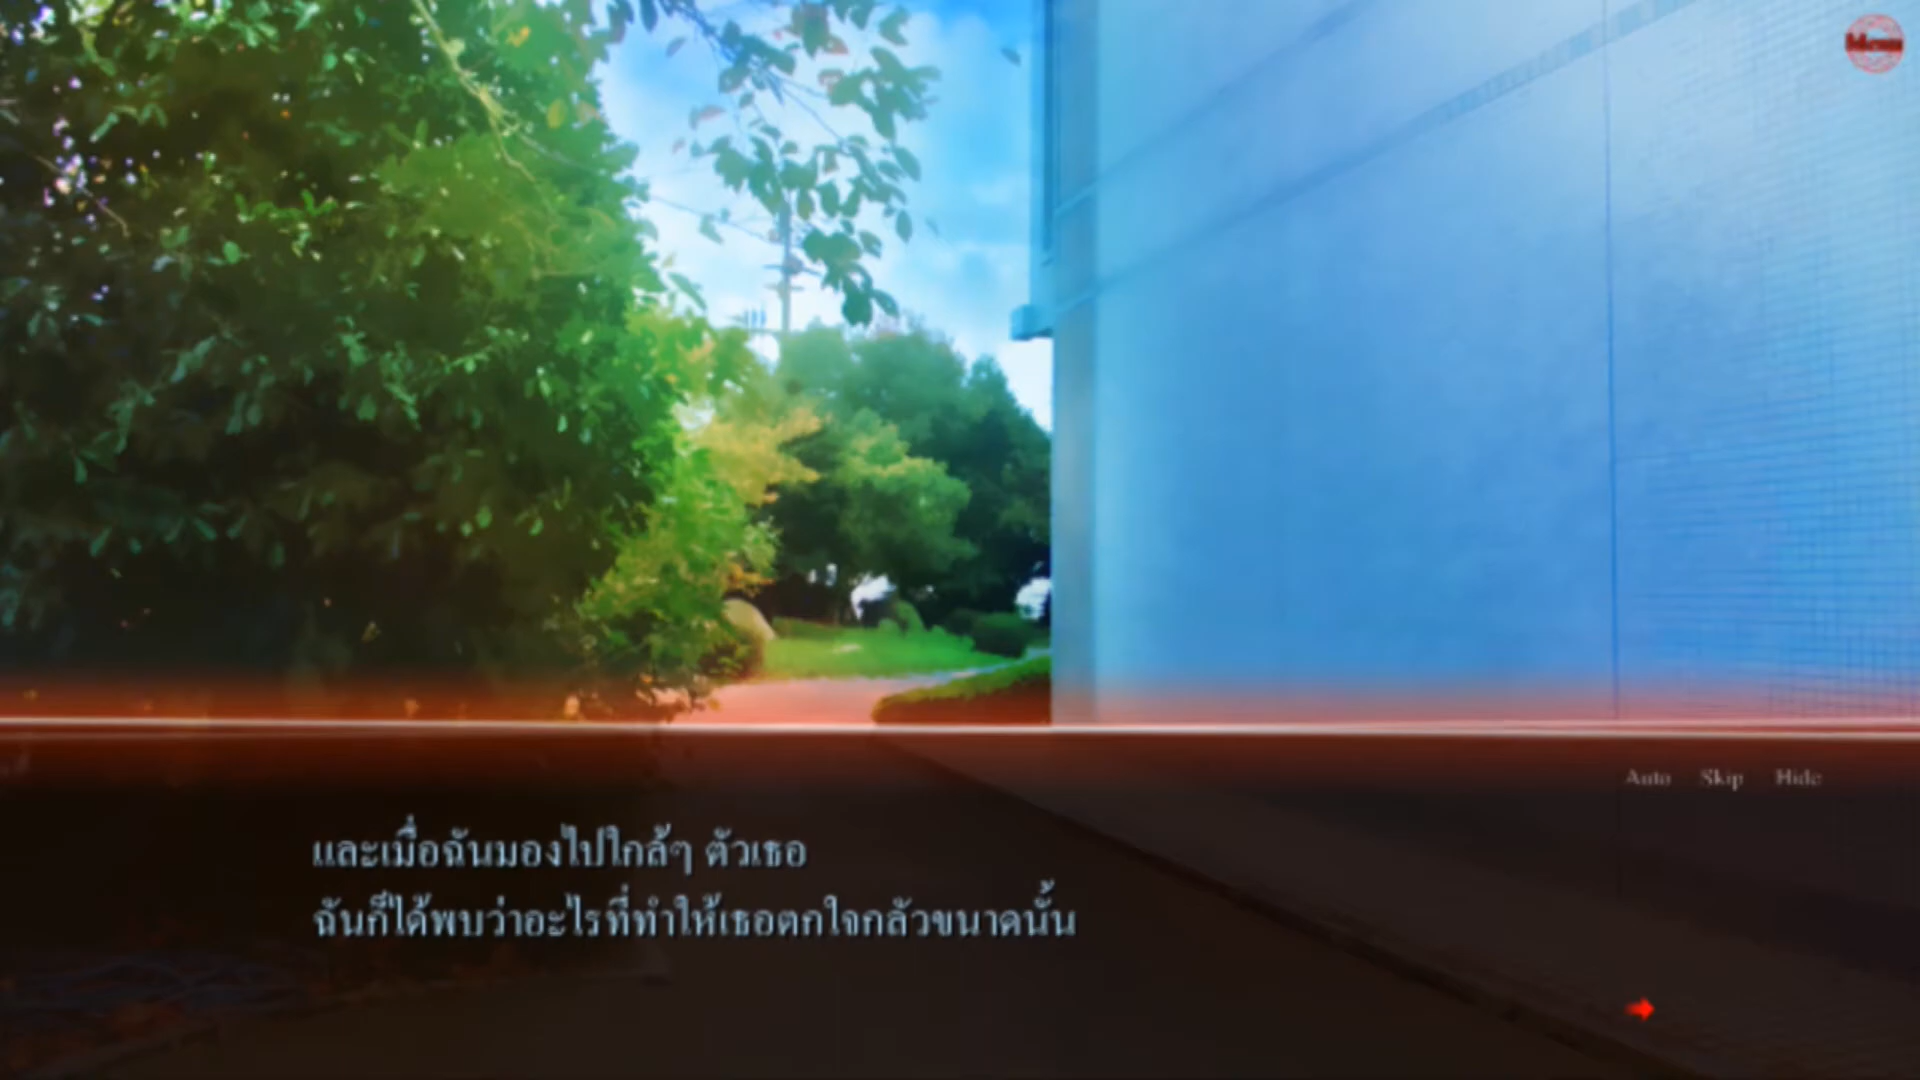 Auto Skip Hide
และเมื่อฉันมองไปใกล้ๆ ตัวเธอ
ฉันก็ได้พบว่าอะไรที่ทำให้เธอตกใจกลัวขนาดนั้น